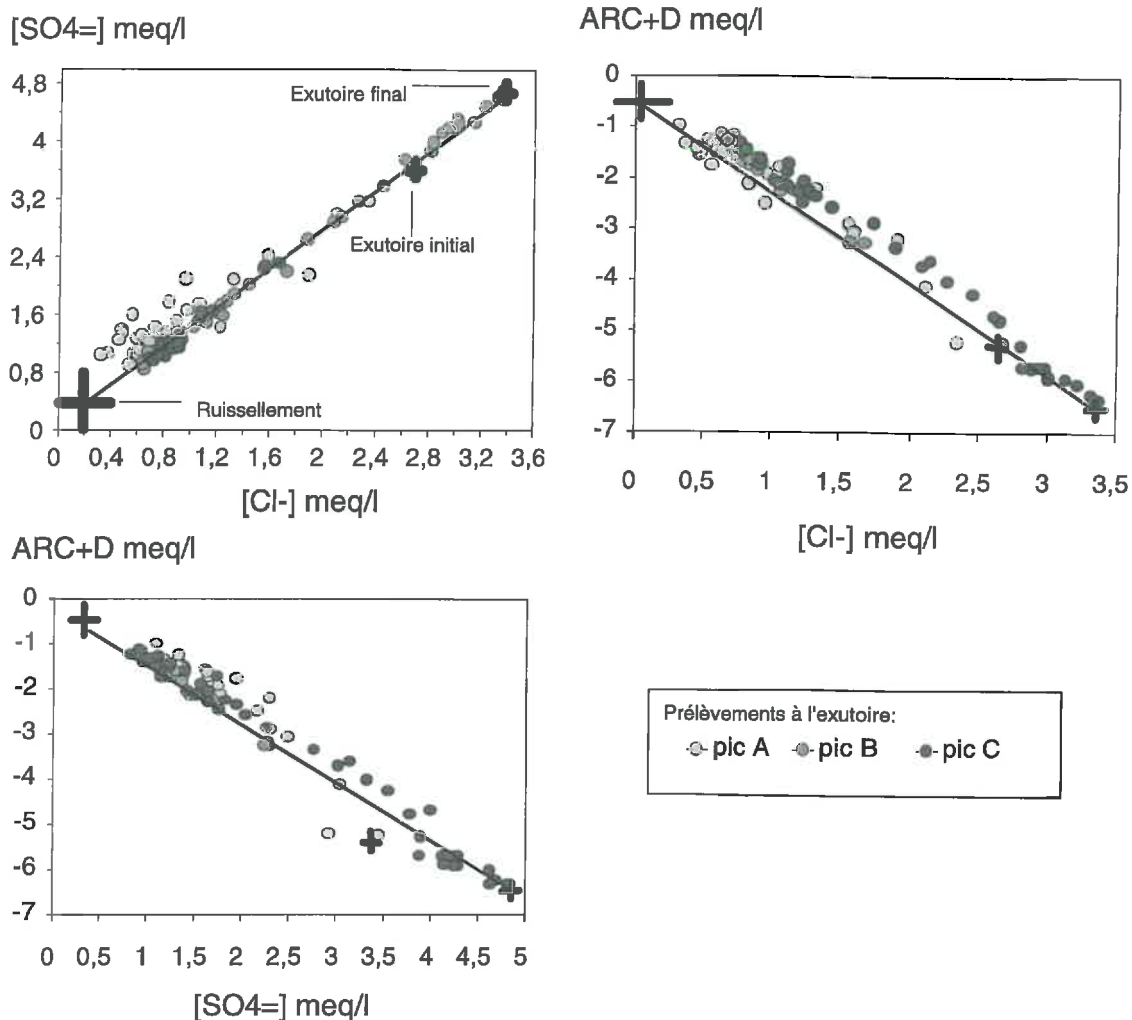 [SO4=] meq/l
4,8
4
3,2
2,4
1,6
0,8
0
Exutoire final
Exutoire initial
Ruissellement
0 0,4 0,8 1,2 1,6 2 2,4 2,8 3,2 3,6
[Cl-] meq/l
ARC+D meq/l
0
-1
-2
-3
-4
-5
-6
-7
0 0,5 1 1,5 2 2,5 3 3,5
[Cl-] meq/l
ARC+D meq/l
0
-1
-2
-3
-4
-5
-6
-7
0 0,5 1 1,5 2 2,5 3 3,5 4 4,5 5
[SO4=] meq/l
Prélèvements à l'exutoire:
pic A pic B pic C